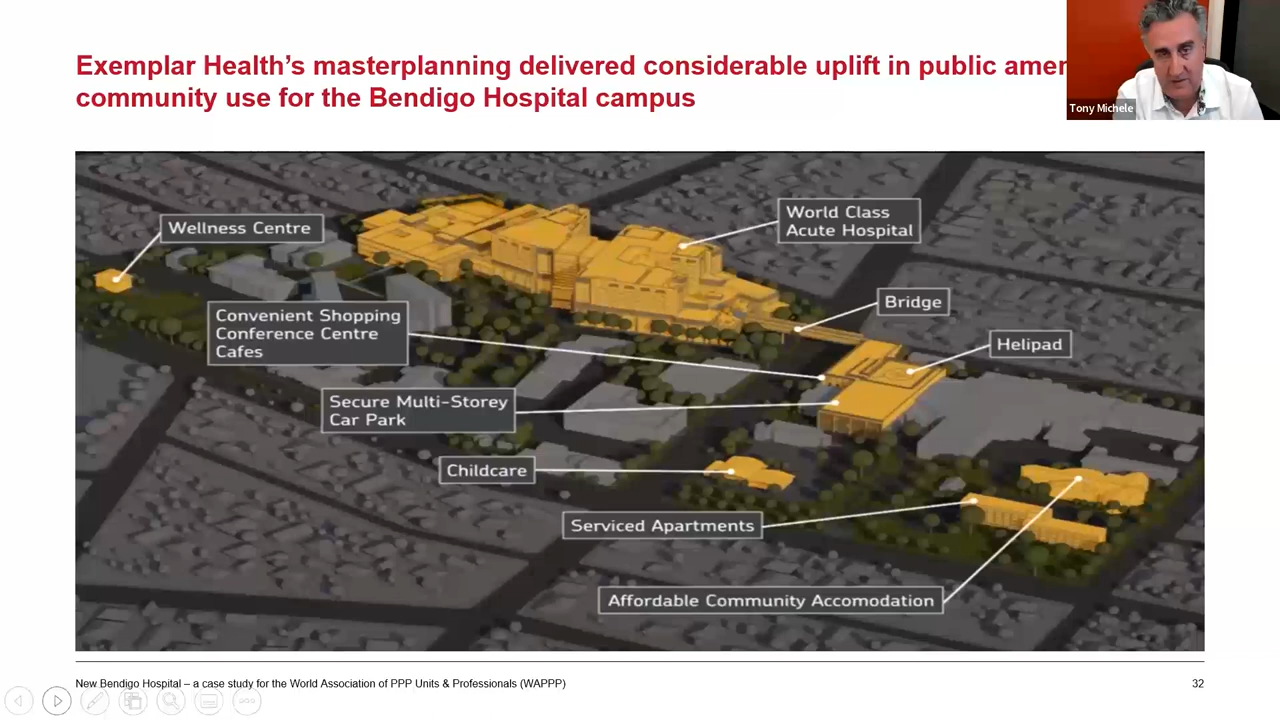 Exemplar Health’s masterplanning delivered considerable uplift in public
community use for the Bendigo Hospital campus
Tony Michele
Wellness Centre
World Class
Acute Hospital
Bridge
Convenient Shopping
Conference Centre
Cafes
Helipad
Secure Multi-Storey
Car Park
Childcare
Serviced Apartments
Affordable Community Accomodation
New Bendigo Hospital – a case study for the World Association of PPP Units & Professionals (WAPPP)
32